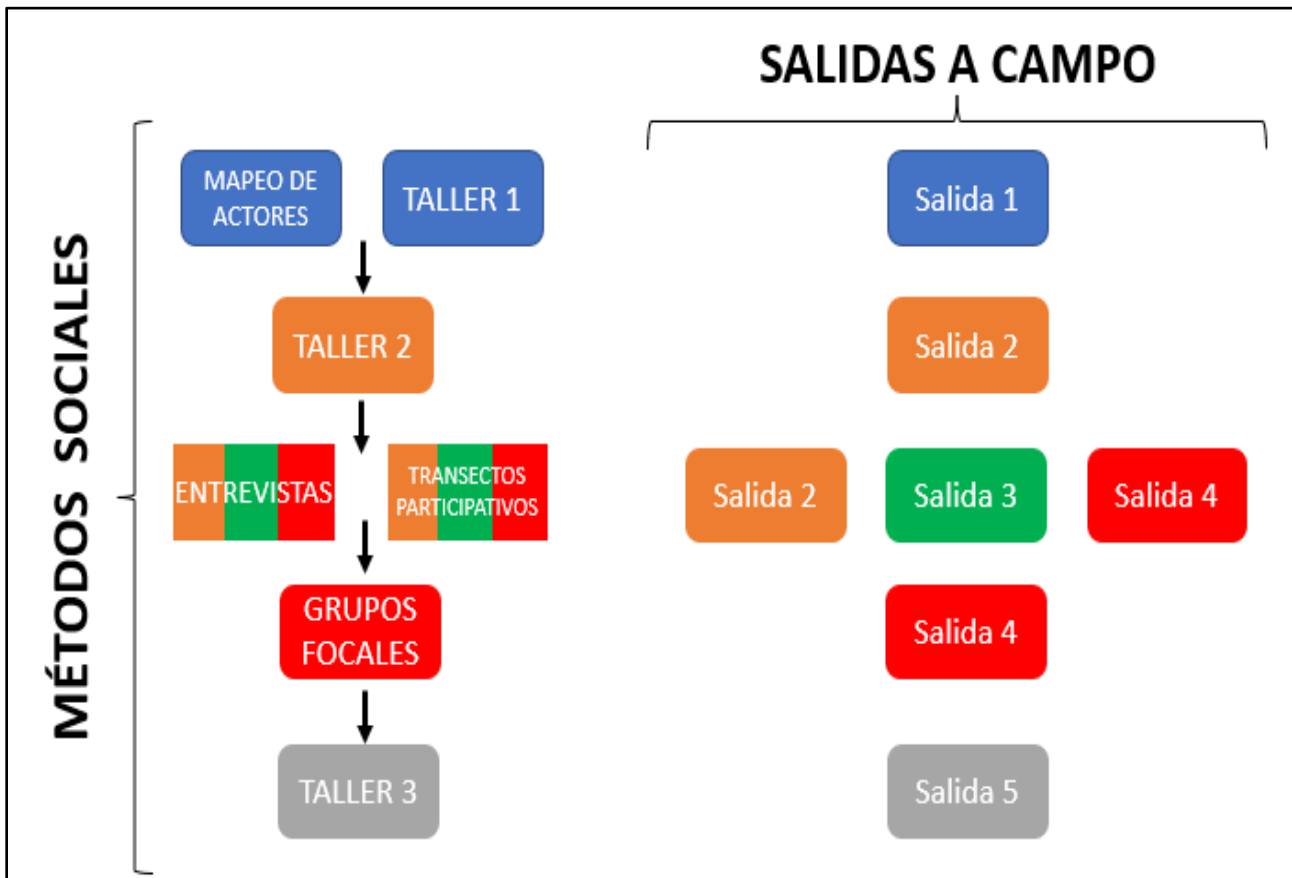 SALIDAS A CAMPO
MÉTODOS SOCIALES
MAPEO DE
ACTORES
TALLER 1
Salida 1
TALLER 2
Salida 2
ENTREVISTAS
TRANSECTOS
PARTICIPATIVOS
Salida 2
Salida 3
Salida 4
GRUPOS
FOCALES
Salida 4
TALLER 3
Salida 5